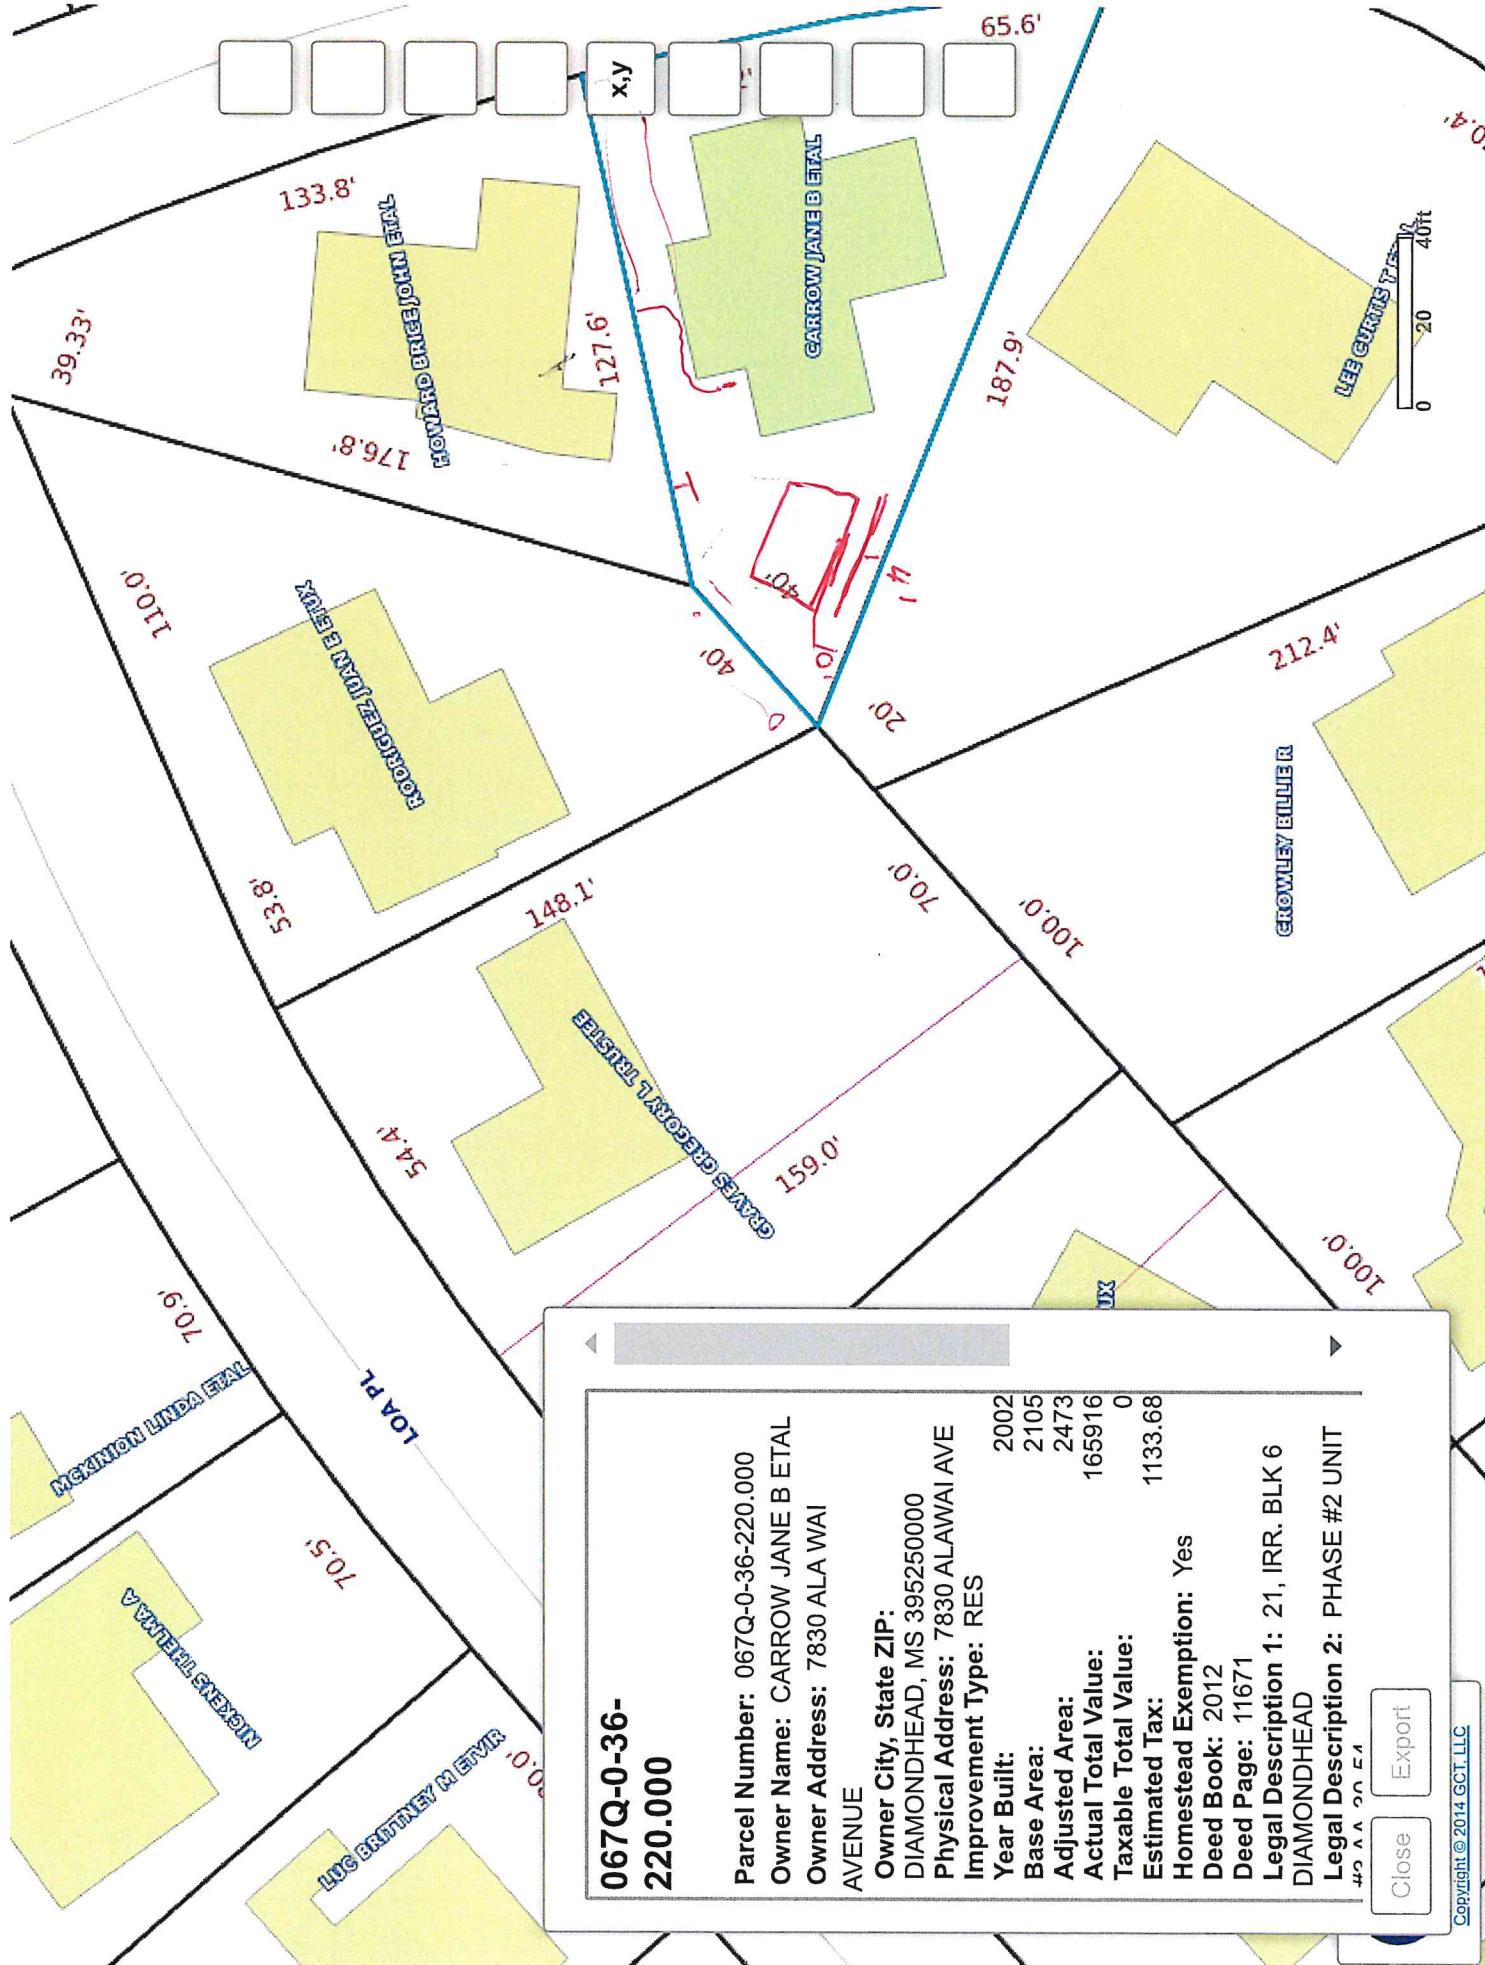 067Q-0-36-
220.000
Parcel Number: 067Q-0-36-220.000
Owner Name: CARROW JANE B ETAL
Owner Address: 7830 ALA WAI
AVENUE
Owner City, State ZIP:
DIAMONDHEAD, MS 395250000
Physical Address: 7830 ALAWAI AVE
Improvement Type: RES
Year Built: 2002
Base Area: 2105
Adjusted Area: 2473
Actual Total Value: 165916
Taxable Total Value: 0
Estimated Tax: 1133.68
Homestead Exemption: Yes
Deed Book: 2012
Deed Page: 11671
Legal Description 1: 21, IRR. BLK 6
DIAMONDHEAD
Legal Description 2: PHASE #2 UNIT
Close
Export
Copyright © 2014 GCT, LLC
NICKENS THELMA A
LUC BRITTNEY M ETVIR
MCKINION LINDA ETAL
LOA PL
70.5'
70.9'
54.4'
53.8'
110.0'
39.33'
133.8'
GRAVES GREGORY L TRUSTEE
RODRIGUEZ JUAN E ETUX
HOWARD BRICE JOHN ETAL
148.1'
159.0'
176.8'
127.6'
40'
20'
70.0'
100.0'
100.0'
CARROW JANE B ETAL
40'
10'
4'
187.9'
65.6'
x,y
UX
CROWLEY BILLIE R
212.4'
LEE CURTIS T
0 20 40ft